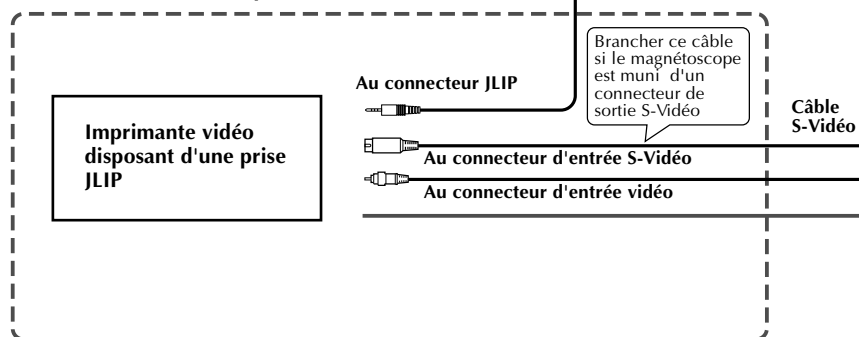 Brancher ce câble
si le magnétoscope
est muni d'un
connecteur de
sortie S-Vidéo
Au connecteur JLIP
Câble
S-Vidéo
Imprimante vidéo
disposant d'une prise
JLIP
Au connecteur d'entrée S-Vidéo
Au connecteur d'entrée vidéo